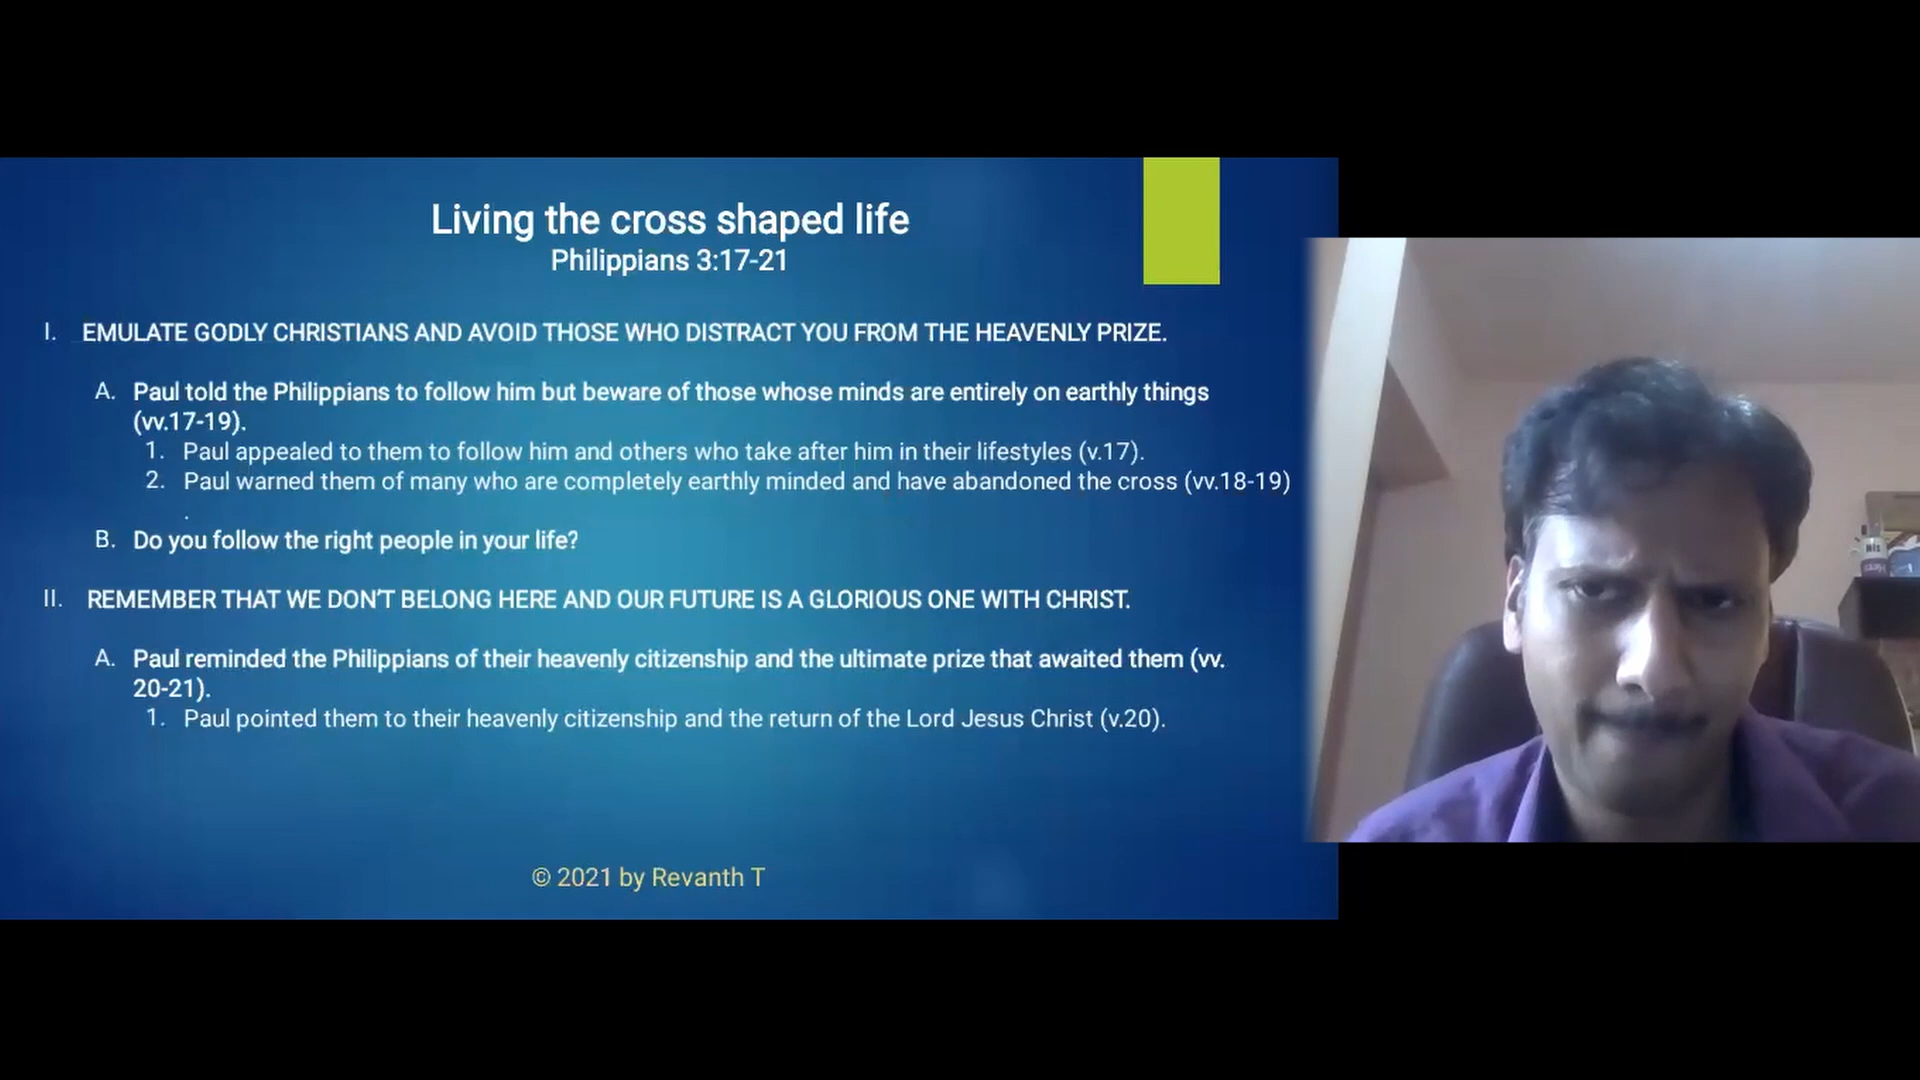 Living the cross shaped life
Philippians 3:17-21
I. EMULATE GODLY CHRISTIANS AND AVOID THOSE WHO DISTRACT YOU FROM THE HEAVENLY PRIZE.
A. Paul told the Philippians to follow him but beware of those whose minds are entirely on earthly things
(vv.17-19).
1. Paul appealed to them to follow him and others who take after him in their lifestyles (v.17).
2. Paul warned them of many who are completely earthly minded and have abandoned the cross (vv.18-19)
.
B. Do you follow the right people in your life?
II. REMEMBER THAT WE DON'T BELONG HERE AND OUR FUTURE IS A GLORIOUS ONE WITH CHRIST.
A. Paul reminded the Philippians of their heavenly citizenship and the ultimate prize that awaited them (vv.
20-21).
1. Paul pointed them to their heavenly citizenship and the return of the Lord Jesus Christ (v.20).
© 2021 by Revanth T